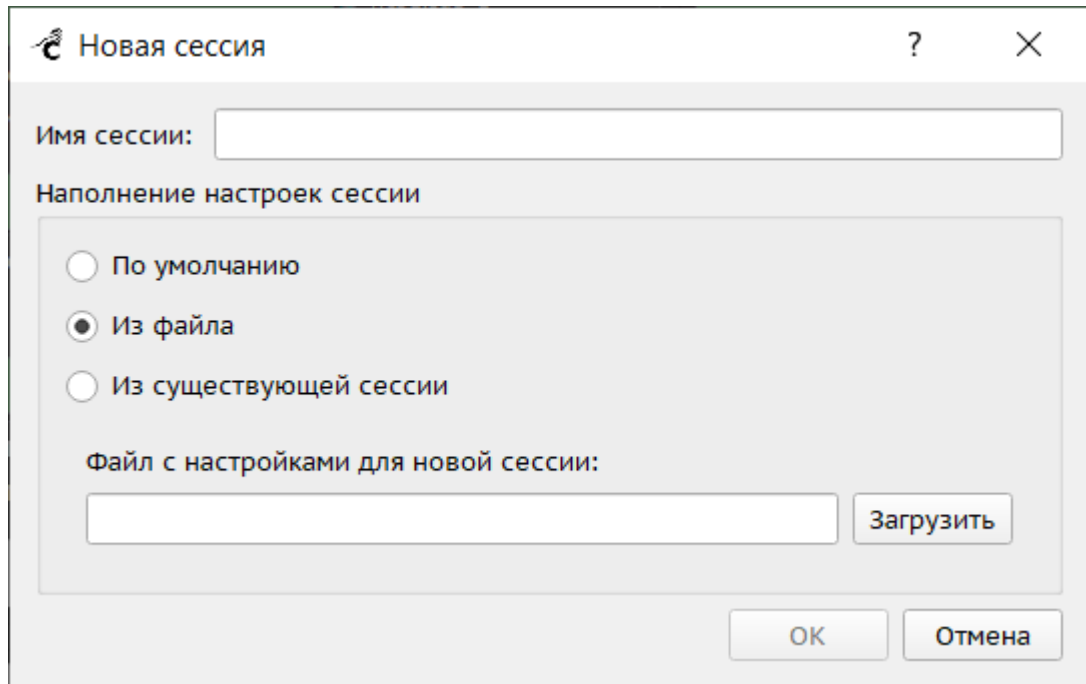 Новая сессия ?
Имя сессии:
Наполнение настроек сессии
По умолчанию
Из файла
Из существующей сессии
Файл с настройками для новой сессии:
Загрузить
ОК Отмена